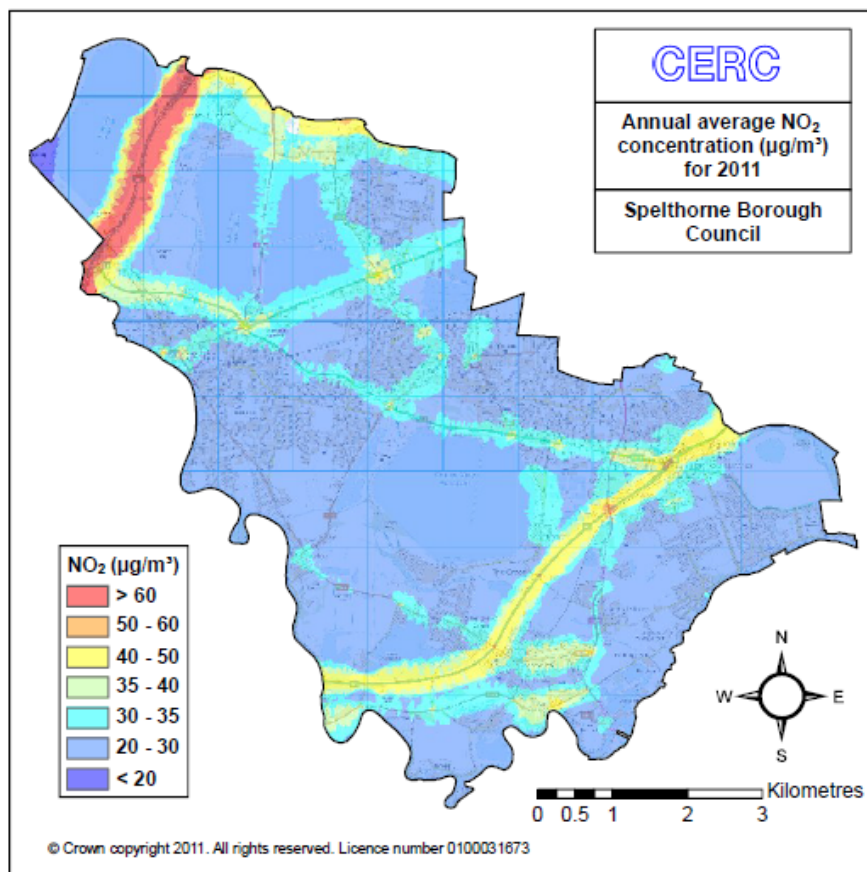 CERC
Annual average NO₂
concentration (µg/m³)
for 2011
Spelthorne Borough
Council
NO₂ (µg/m³)
> 60
50 - 60
40 - 50
35 - 40
30 - 35
20 - 30
< 20
N
W E
S
Kilometres
0 0.5 1 2 3
© Crown copyright 2011. All rights reserved. Licence number 0100031673